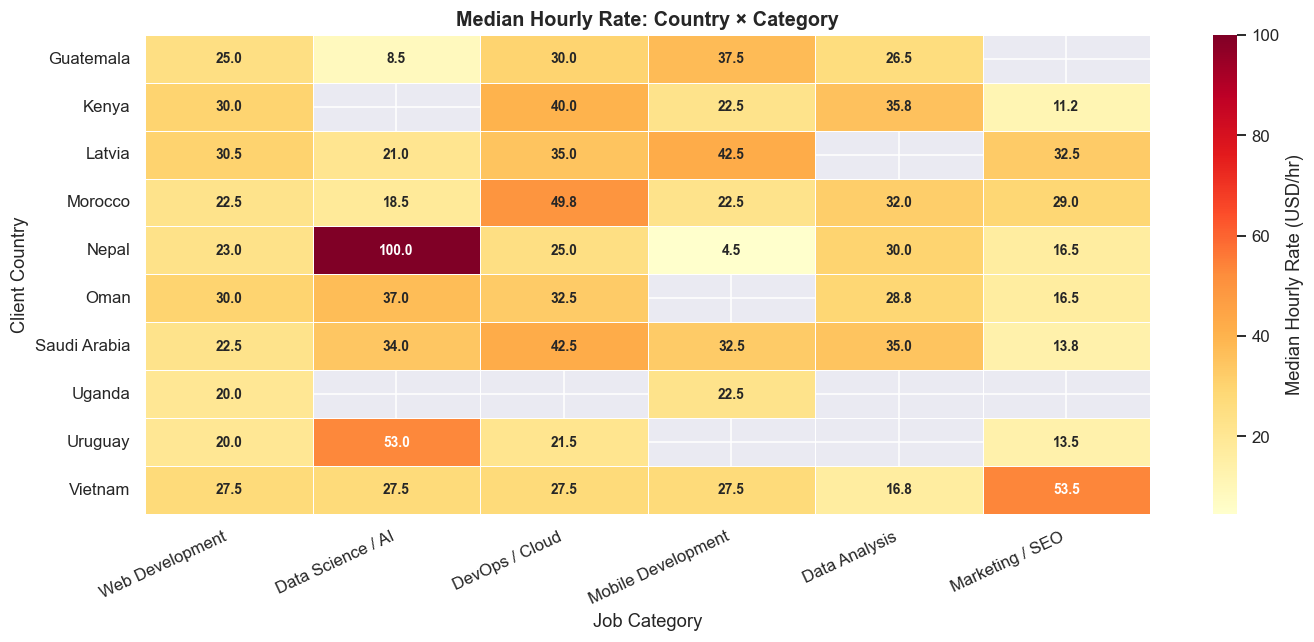 Median Hourly Rate: Country × Category
Client Country
Guatemala 25.0 8.5 30.0 37.5 26.5
Kenya 30.0 40.0 22.5 35.8 11.2
Latvia 30.5 21.0 35.0 42.5 32.5
Morocco 22.5 18.5 49.8 22.5 32.0 29.0
Nepal 23.0 100.0 25.0 4.5 30.0 16.5
Oman 30.0 37.0 32.5 28.8 16.5
Saudi Arabia 22.5 34.0 42.5 32.5 35.0 13.8
Uganda 20.0 22.5
Uruguay 20.0 53.0 21.5 13.5
Vietnam 27.5 27.5 27.5 27.5 16.8 53.5
Web Development Data Science / AI DevOps / Cloud Mobile Development Data Analysis Marketing / SEO
Job Category
100
80
60
40
20
Median Hourly Rate (USD/hr)